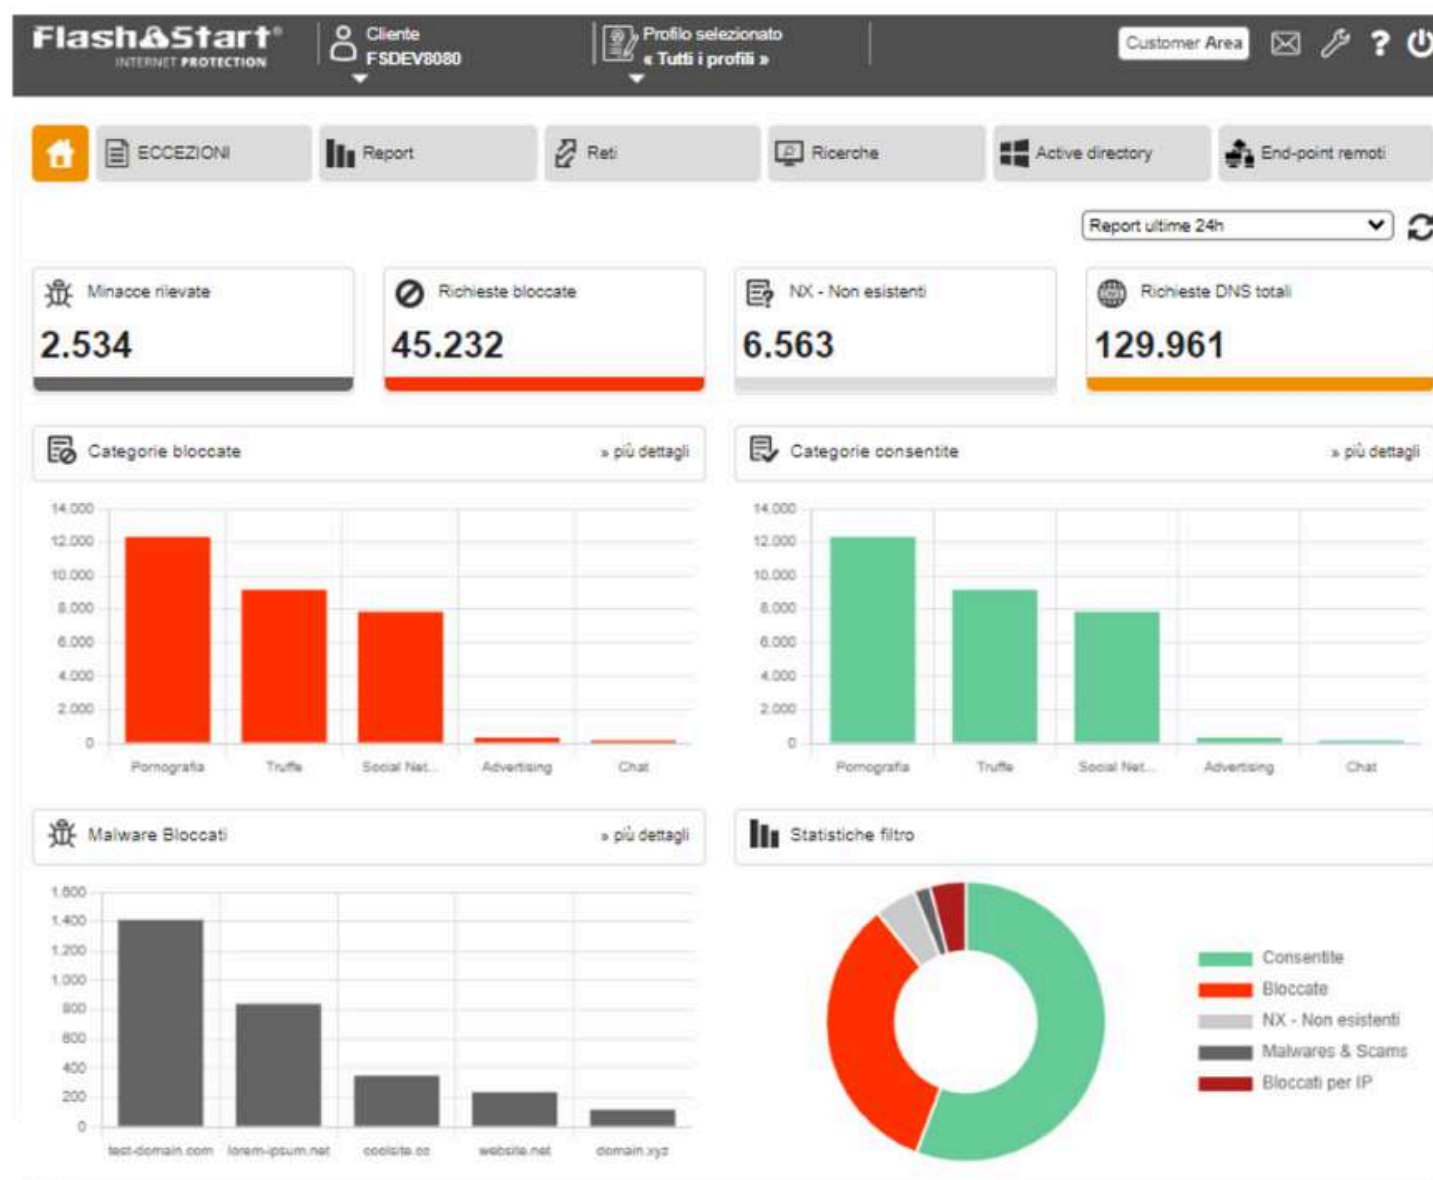 Flash&Start®
INTERNET PROTECTION
Cliente
FSDEV8080
Profilo selezionato
« Tutti i profili »
Customer Area
?
ECCEZIONI
Report
Reti
Ricerche
Active directory
End-point remoti
Report ultime 24h
Minacce rilevate
2.534
Richieste bloccate
45.232
NX - Non esistenti
6.563
Richieste DNS totali
129.961
Categorie bloccate
» più dettagli
14.000
12.000
10.000
8.000
6.000
4.000
2.000
0
Pornografia Truffe Social Net... Advertising Chat
Categorie consentite
» più dettagli
14.000
12.000
10.000
8.000
6.000
4.000
2.000
0
Pornografia Truffe Social Net... Advertising Chat
Malware Bloccati
» più dettagli
1.600
1.400
1.200
1.000
800
600
400
200
0
test-domain.com lorem-ipsum.net coolsite.cs website.net domain.xyz
Statistiche filtro
Consentite
Bloccate
NX - Non esistenti
Malwares & Scams
Bloccati per IP